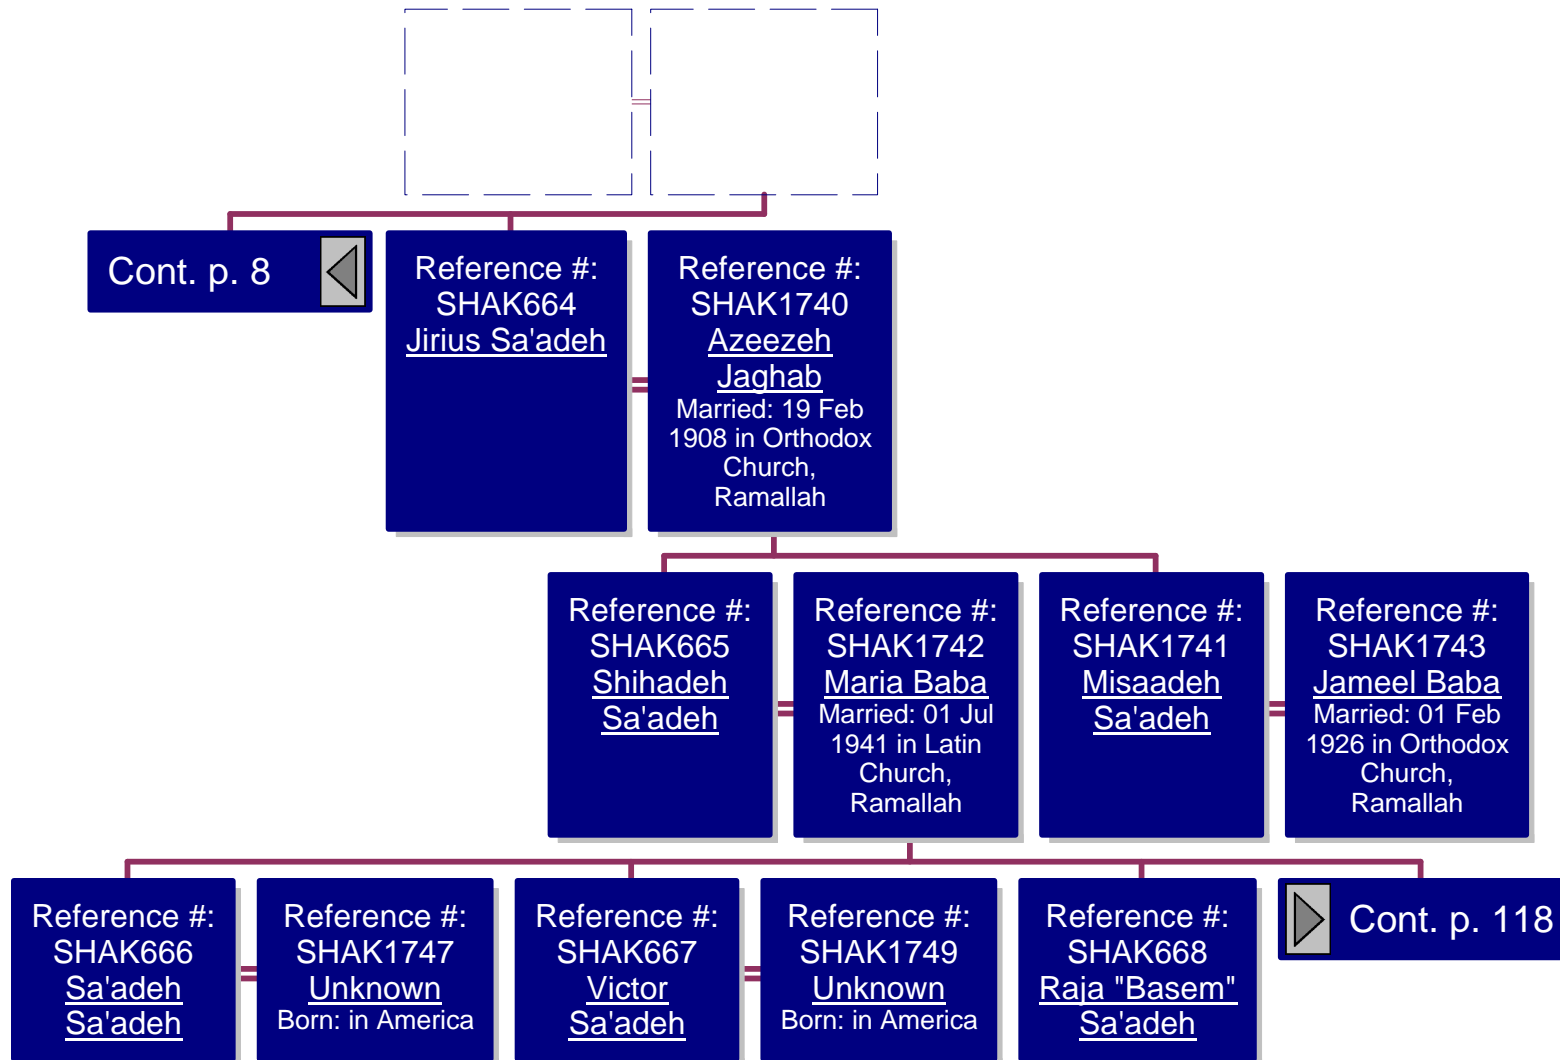 Cont. p. 8
Reference #:
SHAK664
Jirius Sa'adeh
Reference #:
SHAK1740
Azeezeh
Jaghab
Married: 19 Feb
1908 in Orthodox
Church,
Ramallah
Reference #:
SHAK665
Shihadeh
Sa'adeh
Reference #:
SHAK1742
Maria Baba
Married: 01 Jul
1941 in Latin
Church,
Ramallah
Reference #:
SHAK1741
Misaadeh
Sa'adeh
Reference #:
SHAK1743
Jameel Baba
Married: 01 Feb
1926 in Orthodox
Church,
Ramallah
Reference #:
SHAK666
Sa'adeh
Sa'adeh
Reference #:
SHAK1747
Unknown
Born: in America
Reference #:
SHAK667
Victor
Sa'adeh
Reference #:
SHAK1749
Unknown
Born: in America
Reference #:
SHAK668
Raja "Basem"
Sa'adeh
Cont. p. 118